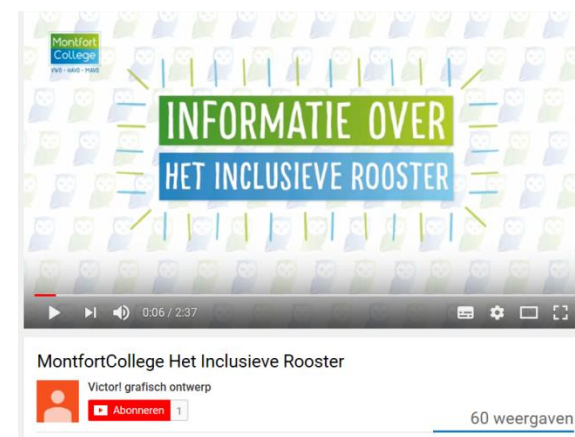 Montfort
College
VWO - HAVO - MAVO
INFORMATIE OVER
HET INCLUSIEVE ROOSTER
0:06 / 2:37
MontfortCollege Het Inclusieve Rooster
Victor! grafisch ontwerp
Abonneren 1
60 weergaven